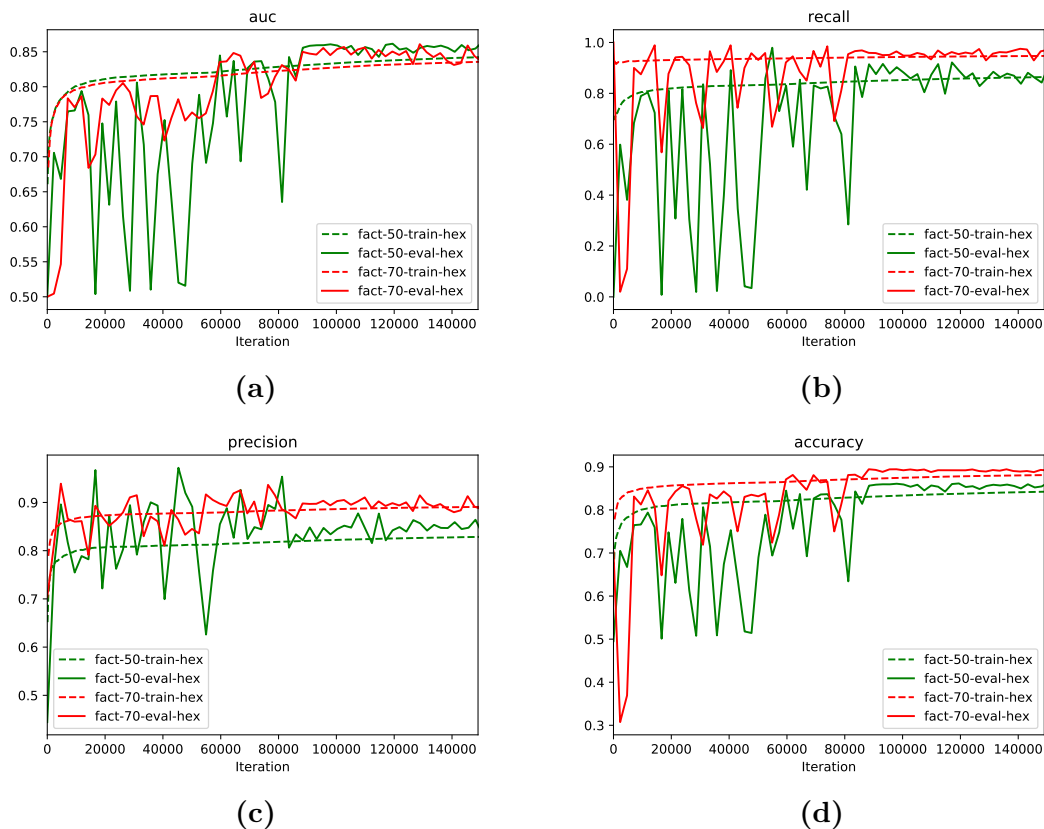 auc
0.85
0.80
0.75
0.70
0.65
0.60
0.55
0.50
0 20000 40000 60000 80000 100000 120000 140000
Iteration
fact-50-train-hex
fact-50-eval-hex
fact-70-train-hex
fact-70-eval-hex
(a)
recall
1.0
0.8
0.6
0.4
0.2
0.0
0 20000 40000 60000 80000 100000 120000 140000
Iteration
fact-50-train-hex
fact-50-eval-hex
fact-70-train-hex
fact-70-eval-hex
(b)
precision
0.9
0.8
0.7
0.6
0.5
0 20000 40000 60000 80000 100000 120000 140000
Iteration
fact-50-train-hex
fact-50-eval-hex
fact-70-train-hex
fact-70-eval-hex
(c)
accuracy
0.9
0.8
0.7
0.6
0.5
0.4
0.3
0 20000 40000 60000 80000 100000 120000 140000
Iteration
fact-50-train-hex
fact-50-eval-hex
fact-70-train-hex
fact-70-eval-hex
(d)